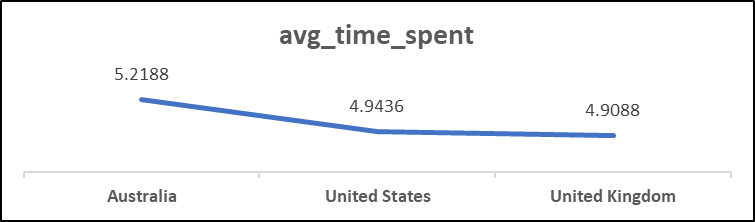 avg_time_spent
5.2188
4.9436
4.9088
Australia
United States
United Kingdom